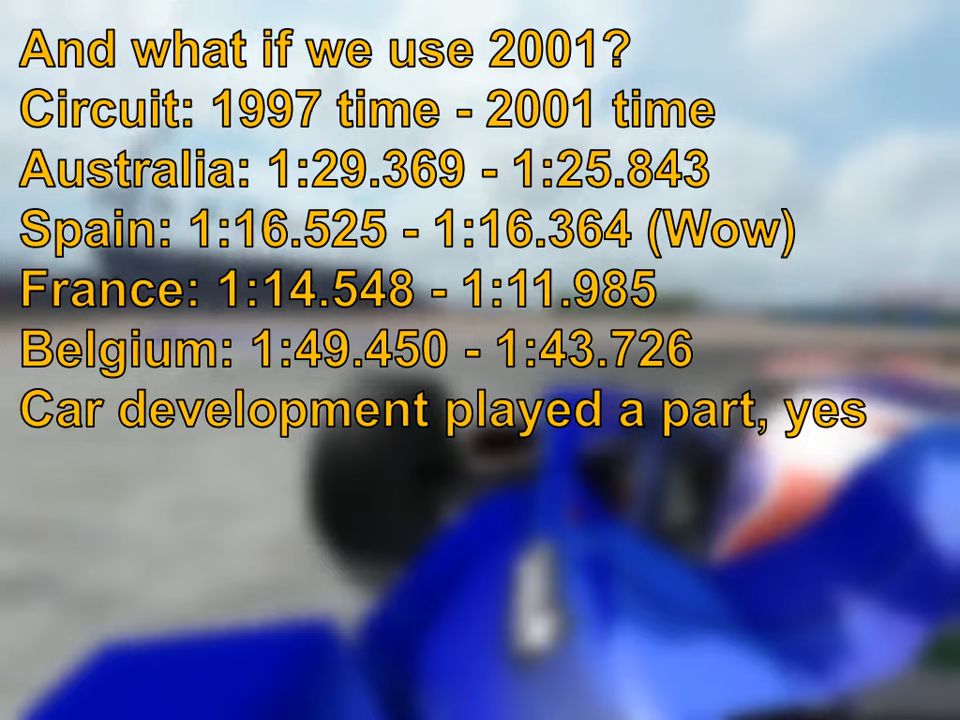 And what if we use 2001?
Circuit: 1997 time - 2001 time
Australia: 1:29.369 - 1:25.843
Spain: 1:16.525 - 1:16.364 (Wow)
France: 1:14.548 - 1:11.985
Belgium: 1:49.450 - 1:43.726
Car development played a part, yes